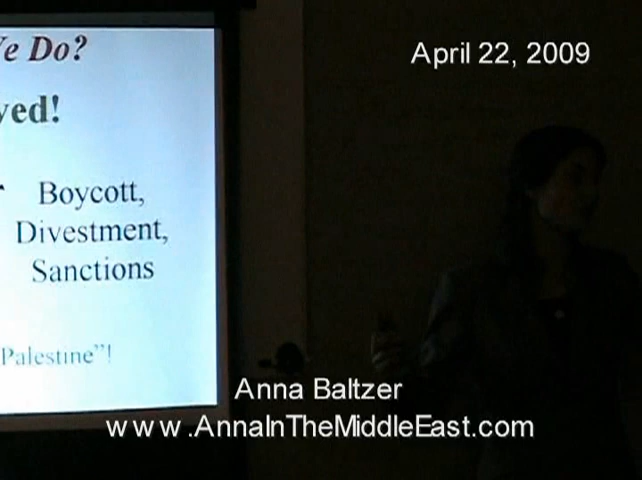 e Do?
April 22, 2009
ved!
Boycott,
Divestment,
Sanctions
Palestine"!
Anna Baltzer
www.AnnaInTheMiddleEast.com